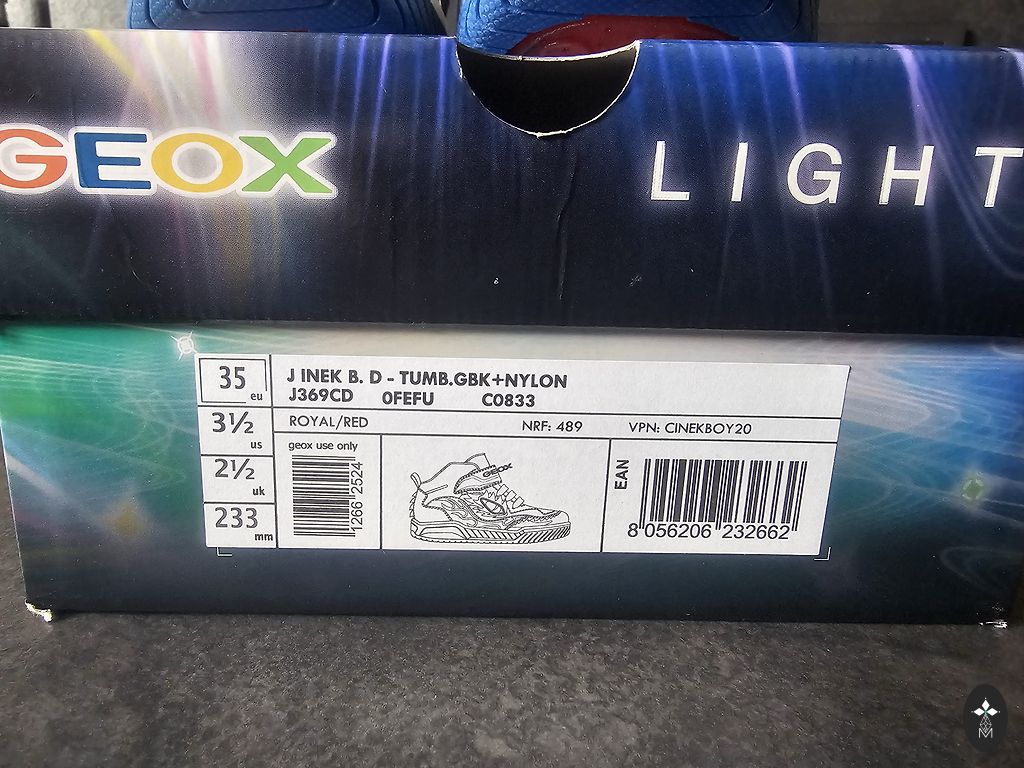 GEOX LIGHT
35 eu
3½ us
2½ uk
233 mm
J INEK B. D - TUMB.GBK+NYLON
J369CD 0FEFU C0833
ROYAL/RED NRF: 489 VPN: CINEKBOY20
geox use only
1266 2524
GEOX
EAN
8 056206 232662
M